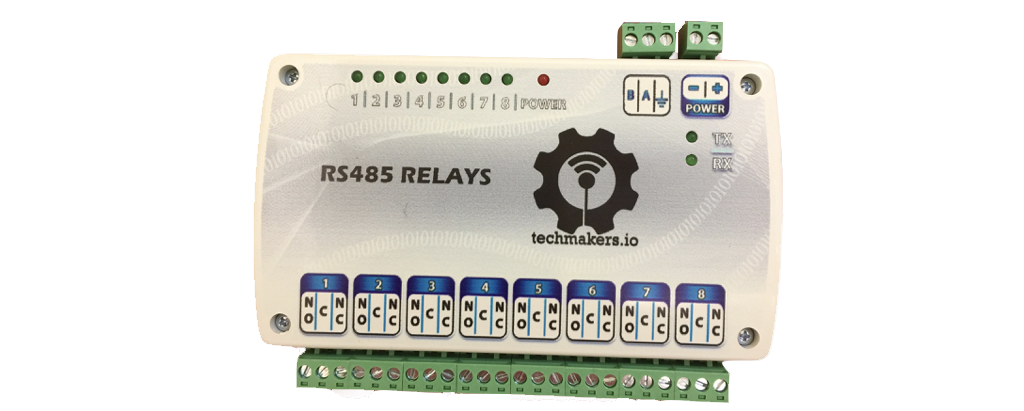 1 | 2 | 3 | 4 | 5 | 6 | 7 | 8 | POWER
B A
- +
POWER
TX
RX
RS485 RELAYS
techmakers.io
1 2 3 4 5 6 7 8
NO C NC NO C NC NO C NC NO C NC NO C NC NO C NC NO C NC NO C NC